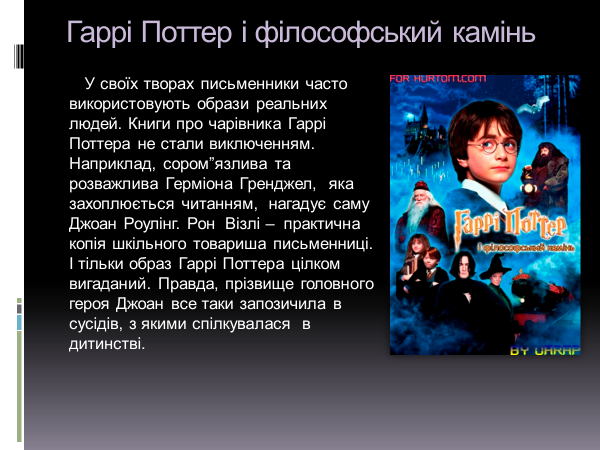 Гаррі Поттер і філософський камінь
У своїх творах письменники часто
використовують образи реальних
людей. Книги про чарівника Гаррі
Поттера не стали виключенням.
Наприклад, сором”язлива та
розважлива Герміона Гренджел, яка
захоплюється читанням, нагадує саму
Джоан Роулінг. Рон Візлі – практична
копія шкільного товариша письменниці.
І тільки образ Гаррі Поттера цілком
вигаданий. Правда, прізвище головного
героя Джоан все таки запозичила в
сусідів, з якими спілкувалася в
дитинстві.
FOR HURTOM.COM
Гаррі Поттер
і філософський камінь
BY OAKAP